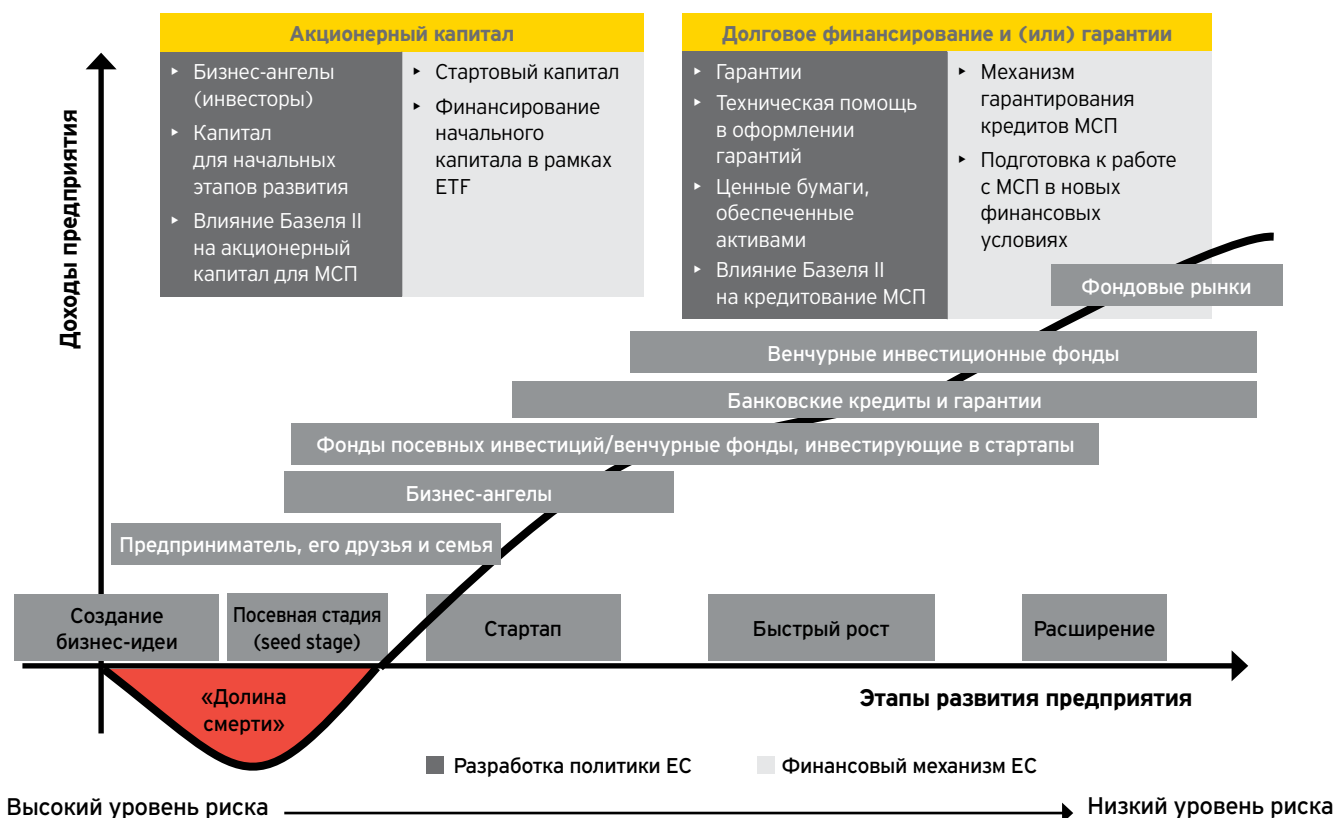 Акционерный капитал
Бизнес-ангелы
(инвесторы)
Капитал
для начальных
этапов развития
Влияние Базеля II
на акционерный
капитал для МСП
Стартовый капитал
Финансирование
начального
капитала в рамках
ETF
Долговое финансирование и (или) гарантии
Гарантии
Техническая помощь
в оформлении
гарантий
Ценные бумаги,
обеспеченные
активами
Влияние Базеля II
на кредитование МСП
Механизм
гарантирования
кредитов МСП
Подготовка к работе
с МСП в новых
финансовых
условиях
Доходы предприятия
Фондовые рынки
Венчурные инвестиционные фонды
Банковские кредиты и гарантии
Фонды посевных инвестиций/венчурные фонды, инвестирующие в стартапы
Бизнес-ангелы
Предприниматель, его друзья и семья
Создание
бизнес-идеи
Посевная стадия
(seed stage)
Стартап
Быстрый рост
Расширение
«Долина
смерти»
Этапы развития предприятия
Разработка политики ЕС
Финансовый механизм ЕС
Высокий уровень риска
Низкий уровень риска